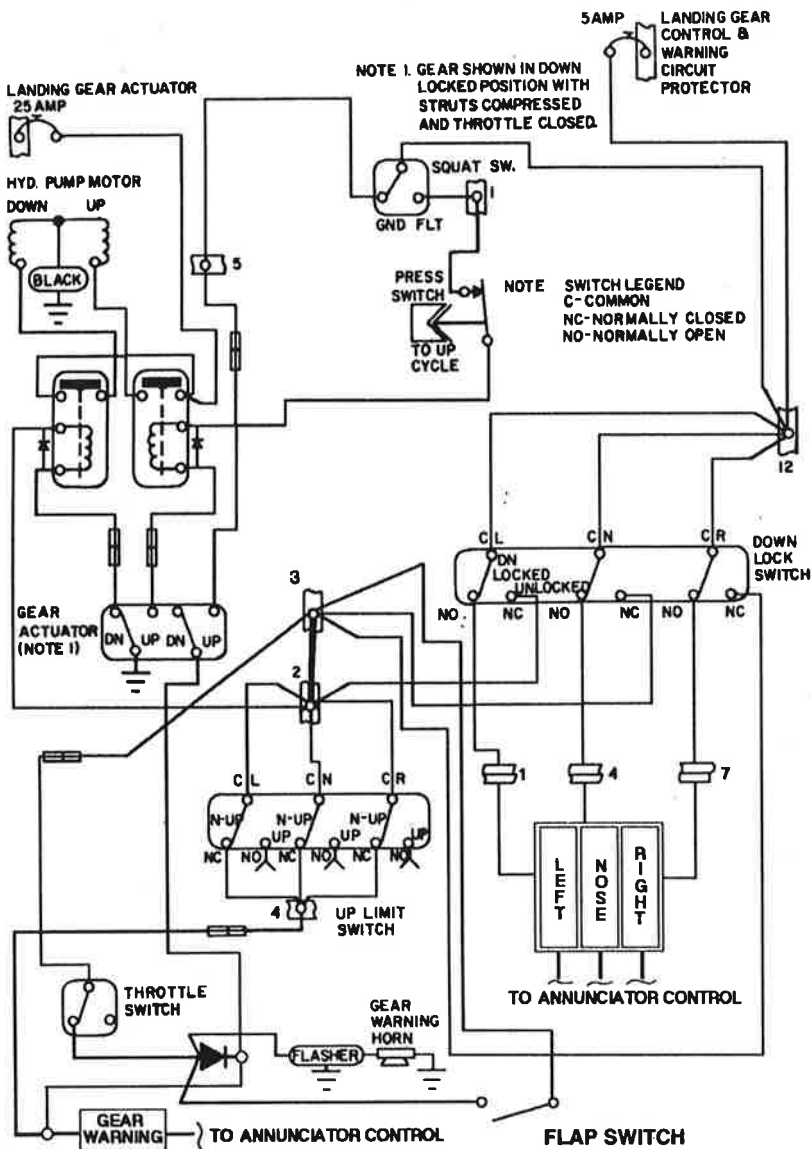 5 AMP
LANDING GEAR
CONTROL &
WARNING
CIRCUIT
PROTECTOR
NOTE 1. GEAR SHOWN IN DOWN
LOCKED POSITION WITH
STRUTS COMPRESSED
AND THROTTLE CLOSED.
LANDING GEAR ACTUATOR
25 AMP
HYD. PUMP MOTOR
DOWN UP
BLACK
SQUAT SW.
GND FLT
1
5
PRESS
SWITCH
TO UP
CYCLE
NOTE SWITCH LEGEND
C-COMMON
NC-NORMALLY CLOSED
NO-NORMALLY OPEN
12
C L C N C R
DOWN
LOCK
SWITCH
DN
LOCKED
UNLOCKED
NO NC NO NC NO NC
GEAR
ACTUATOR
(NOTE 1)
DN UP DN UP
3
2
C L C N C R
N-UP N-UP N-UP
UP UP UP
NC NO NC NO NC NO
4
UP LIMIT
SWITCH
1 4 7
LEFT
NOSE
RIGHT
TO ANNUNCIATOR CONTROL
THROTTLE
SWITCH
GEAR
WARNING
HORN
FLASHER
GEAR
WARNING
TO ANNUNCIATOR CONTROL
FLAP SWITCH